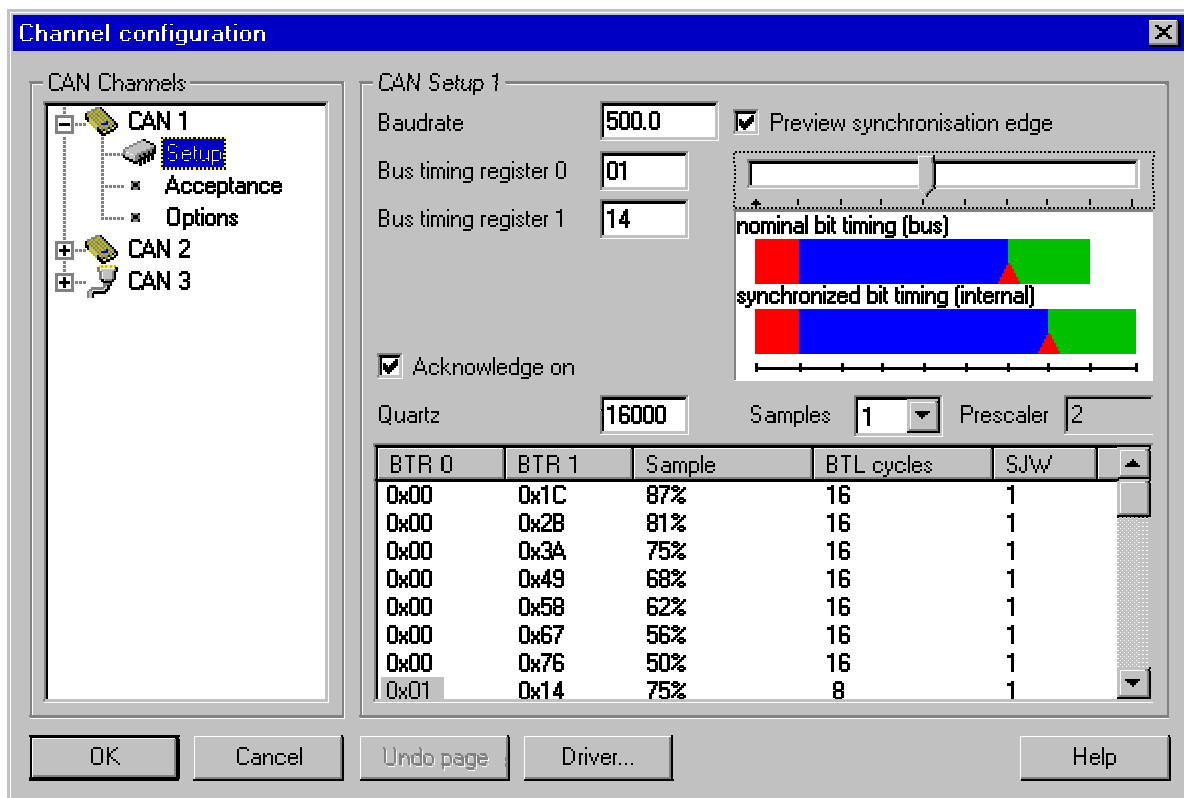 Channel configuration
CAN Channels
CAN 1
Setup
Acceptance
Options
CAN 2
CAN 3
CAN Setup 1
Baudrate 500.0
Preview synchronisation edge
Bus timing register 0 01
Bus timing register 1 14
nominal bit timing (bus)
synchronized bit timing (internal)
Acknowledge on
Quartz 16000 Samples 1 Prescaler 2
BTR 0 BTR 1 Sample BTL cycles SJW
0x00 0x1C 87% 16 1
0x00 0x2B 81% 16 1
0x00 0x3A 75% 16 1
0x00 0x49 68% 16 1
0x00 0x58 62% 16 1
0x00 0x67 56% 16 1
0x00 0x76 50% 16 1
0x01 0x14 75% 8 1
OK Cancel Undo page Driver... Help